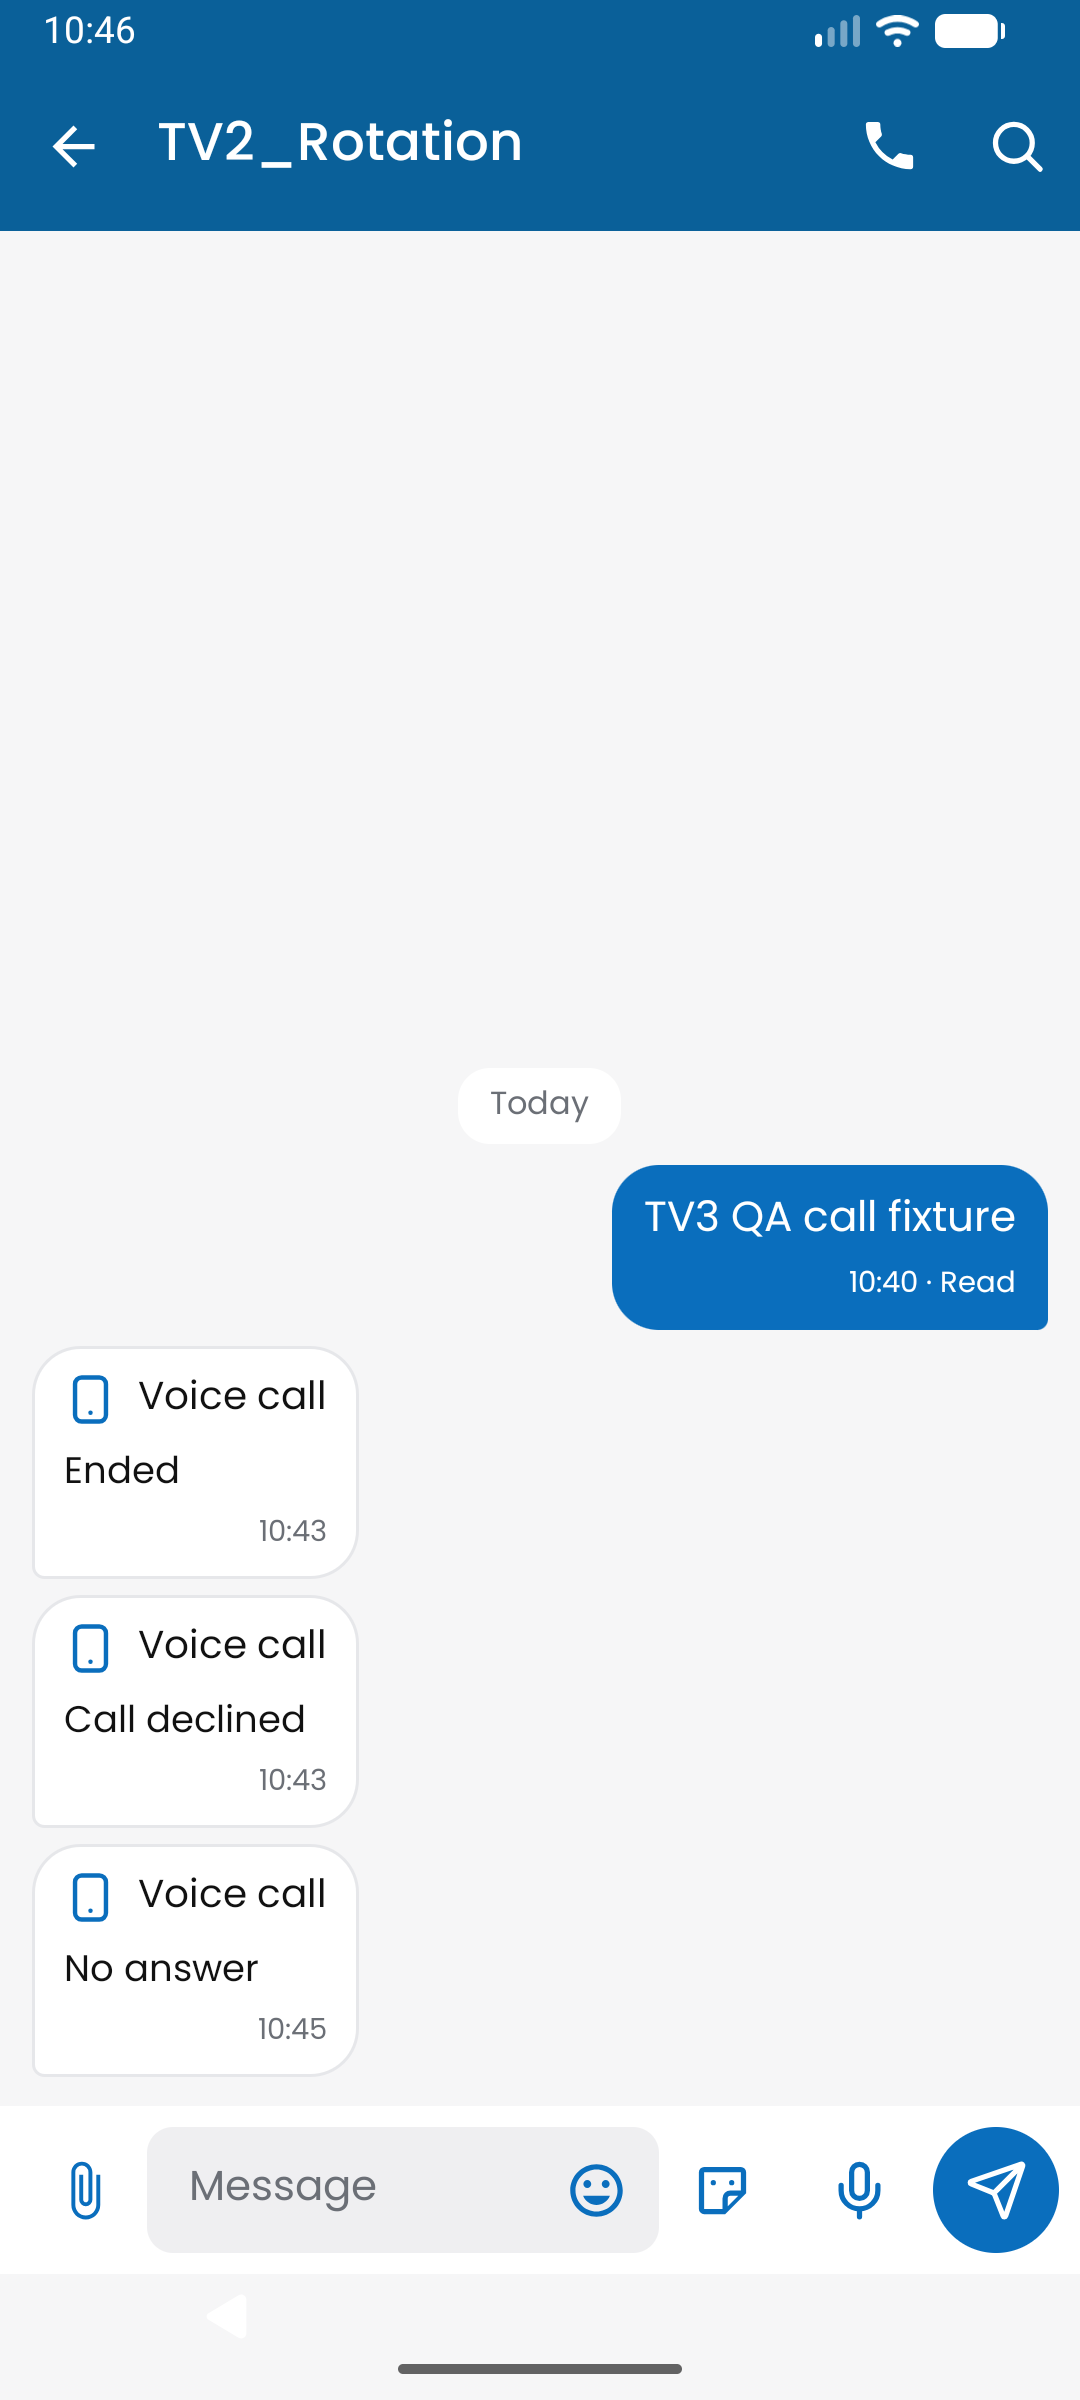 10:46
TV2_Rotation
Today
TV3 QA call fixture
10:40 · Read
Voice call
Ended
10:43
Voice call
Call declined
10:43
Voice call
No answer
10:45
Message